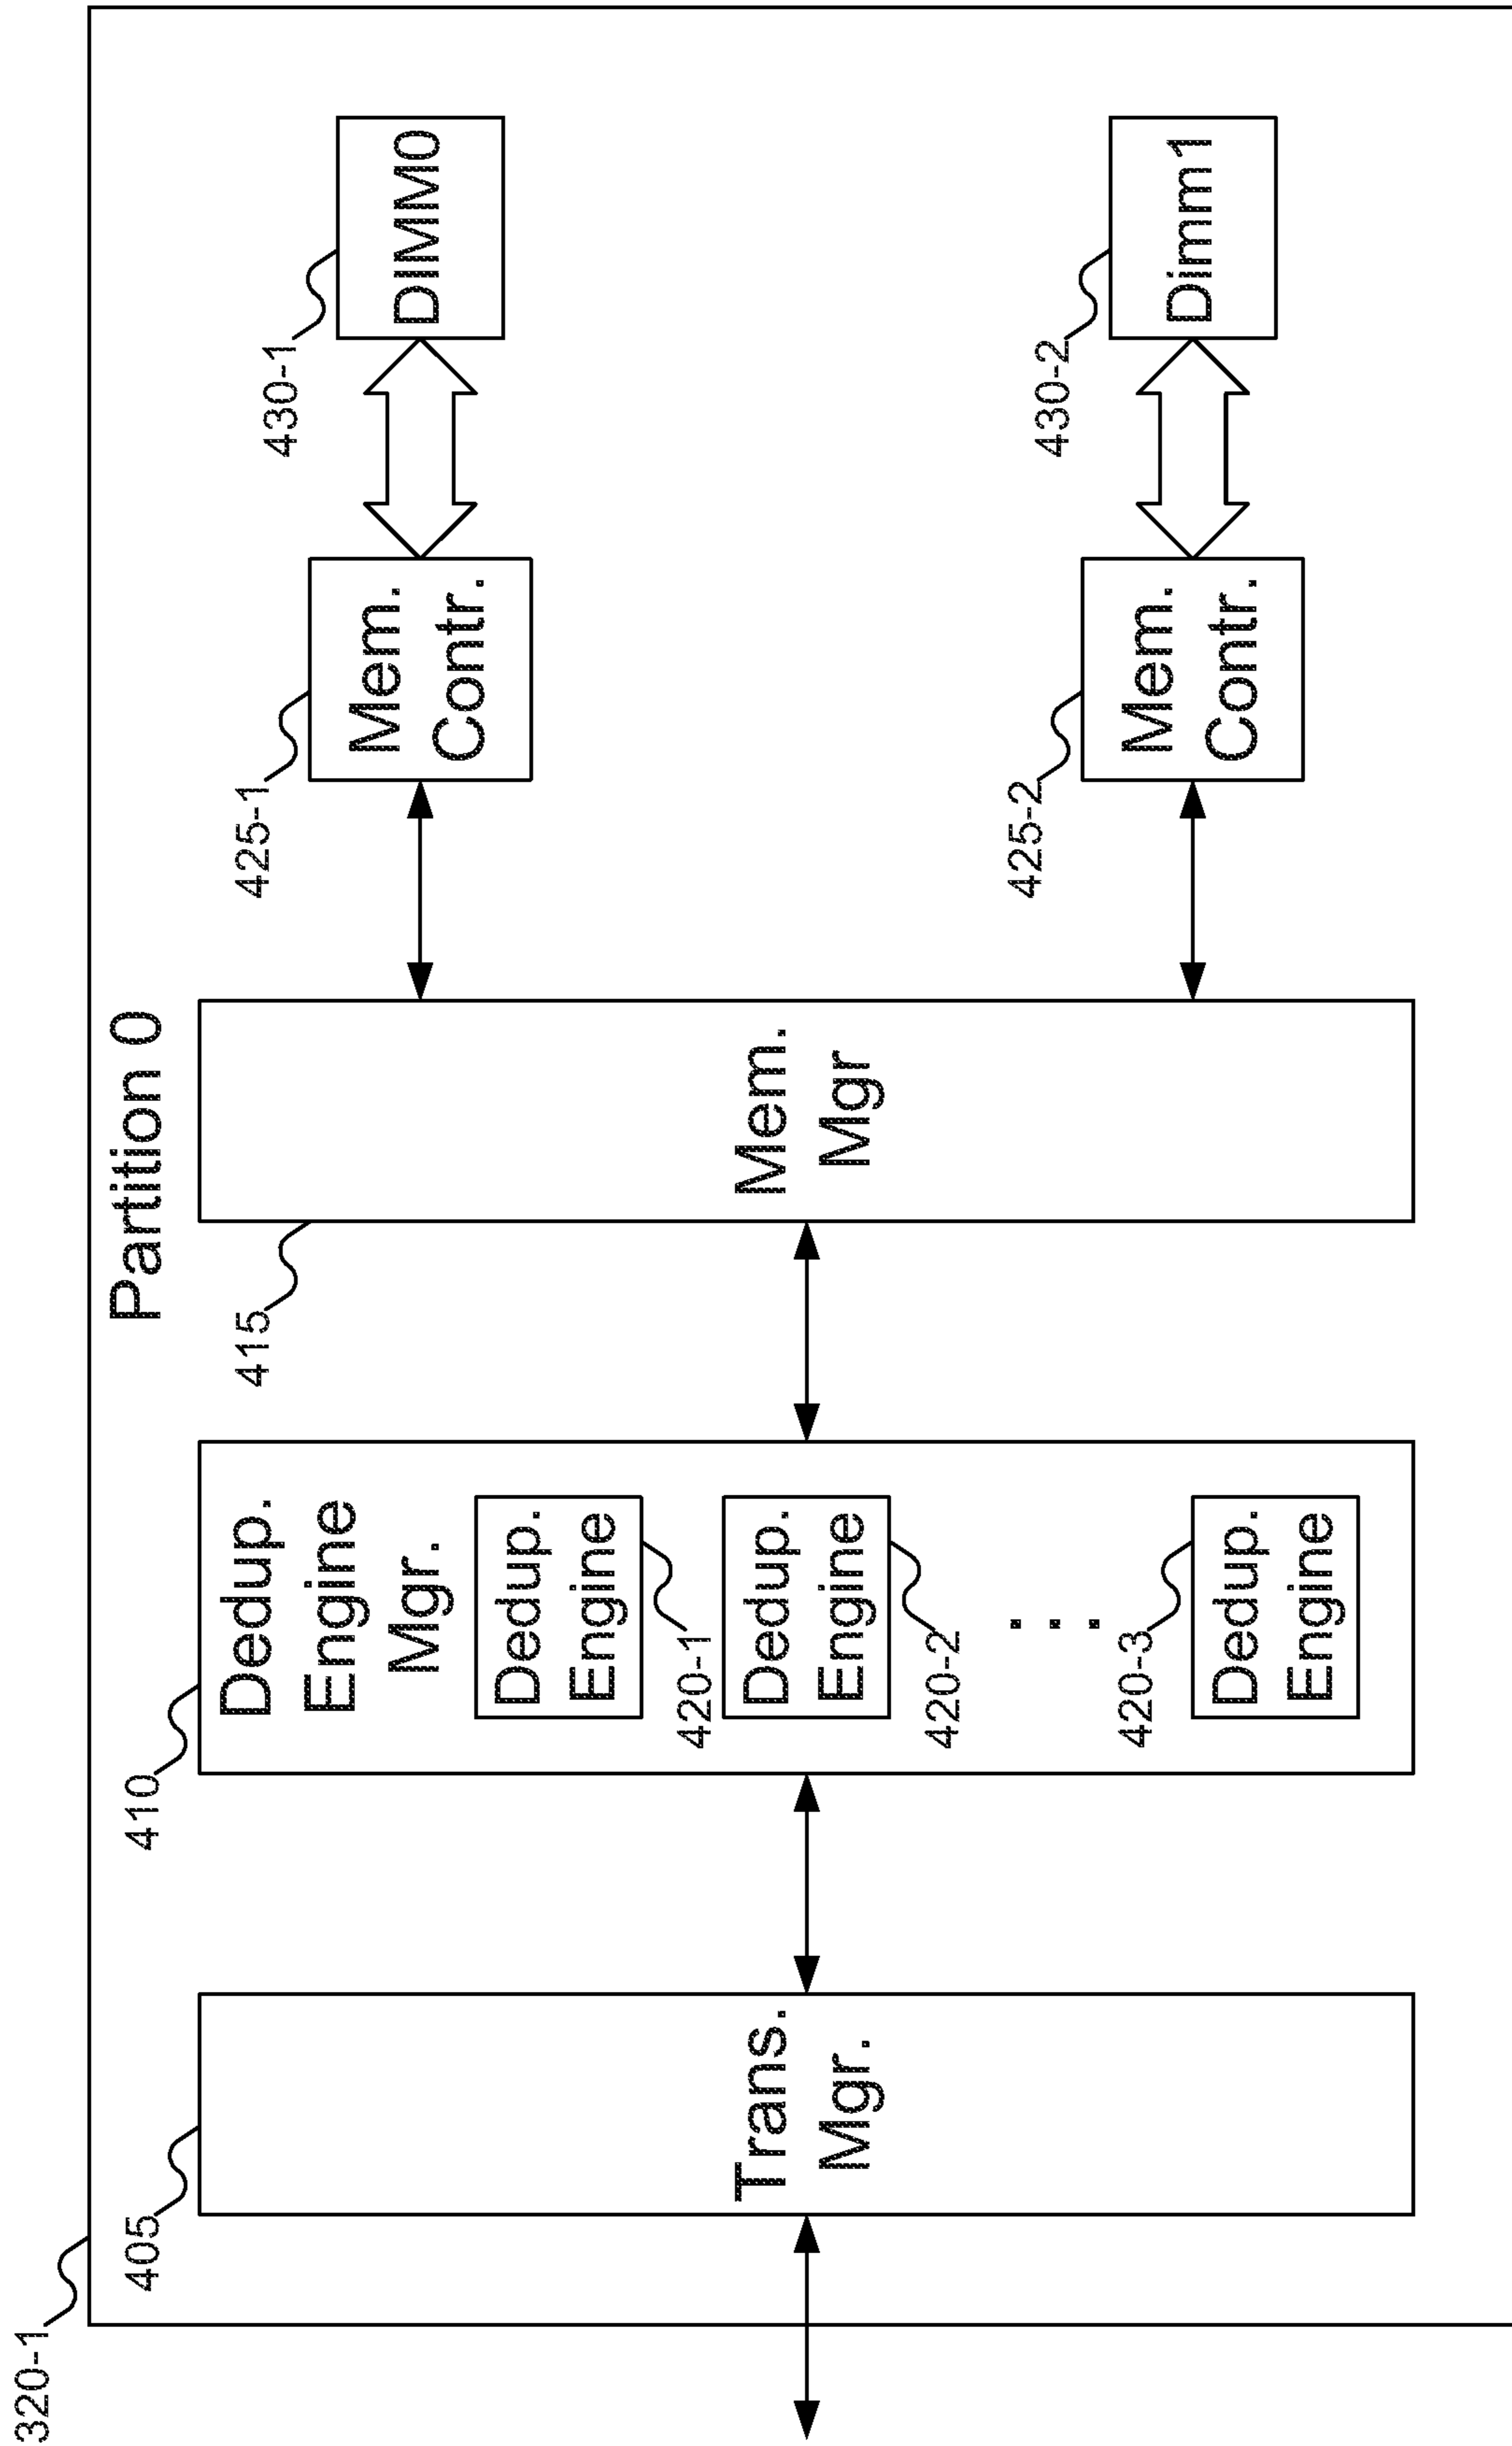 320-1
Partition 0
405
Trans.
Mgr.
410
Dedup.
Engine
Mgr.
Dedup.
Engine
420-1
Dedup.
Engine
420-2
. . .
420-3
Dedup.
Engine
415
Mem.
Mgr
425-1
Mem.
Contr.
430-1
DIMM0
425-2
Mem.
Contr.
430-2
Dimm1